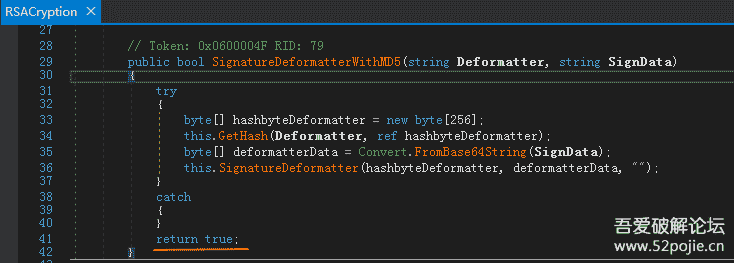 RSACryption ×
27
28 // Token: 0x0600004F RID: 79
29 public bool SignatureDeformatterWithMD5(string Deformatter, string SignData)
30 {
31 try
32 {
33 byte[] hashbyteDeformatter = new byte[256];
34 this.GetHash(Deformatter, ref hashbyteDeformatter);
35 byte[] deformatterData = Convert.FromBase64String(SignData);
36 this.SignatureDeformatter(hashbyteDeformatter, deformatterData, "");
37 }
38 catch
39 {
40 }
41 return true;
42 }
吾爱破解论坛
www.52pojie.cn